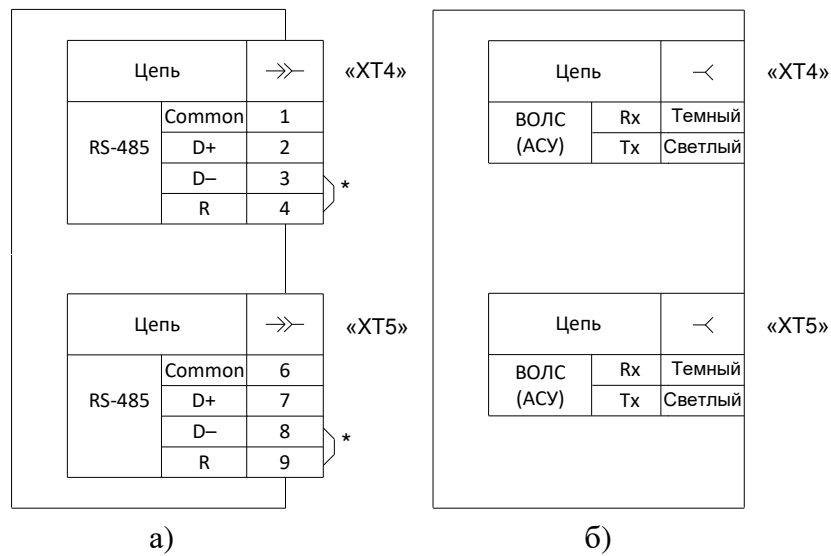 Цепь «XT4»
Common 1
RS-485 D+ 2
D– 3 *
R 4
Цепь «XT5»
Common 6
RS-485 D+ 7
D– 8 *
R 9
а)
Цепь «XT4»
ВОЛС Rx Темный
(АСУ) Tx Светлый
Цепь «XT5»
ВОЛС Rx Темный
(АСУ) Tx Светлый
б)